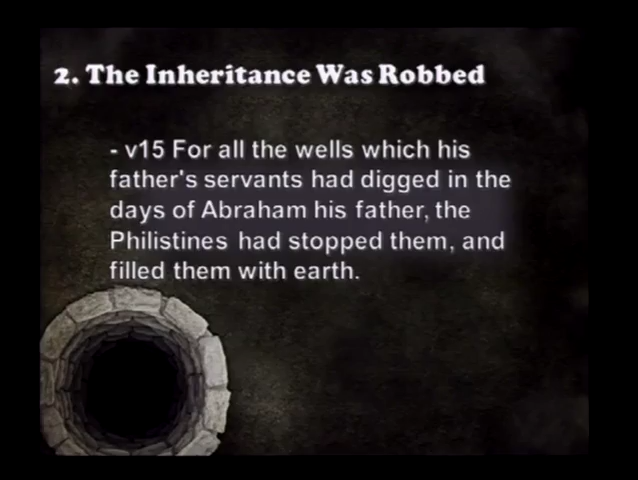 2. The Inheritance Was Robbed
- v15 For all the wells which his
father's servants had digged in the
days of Abraham his father, the
Philistines had stopped them, and
filled them with earth.